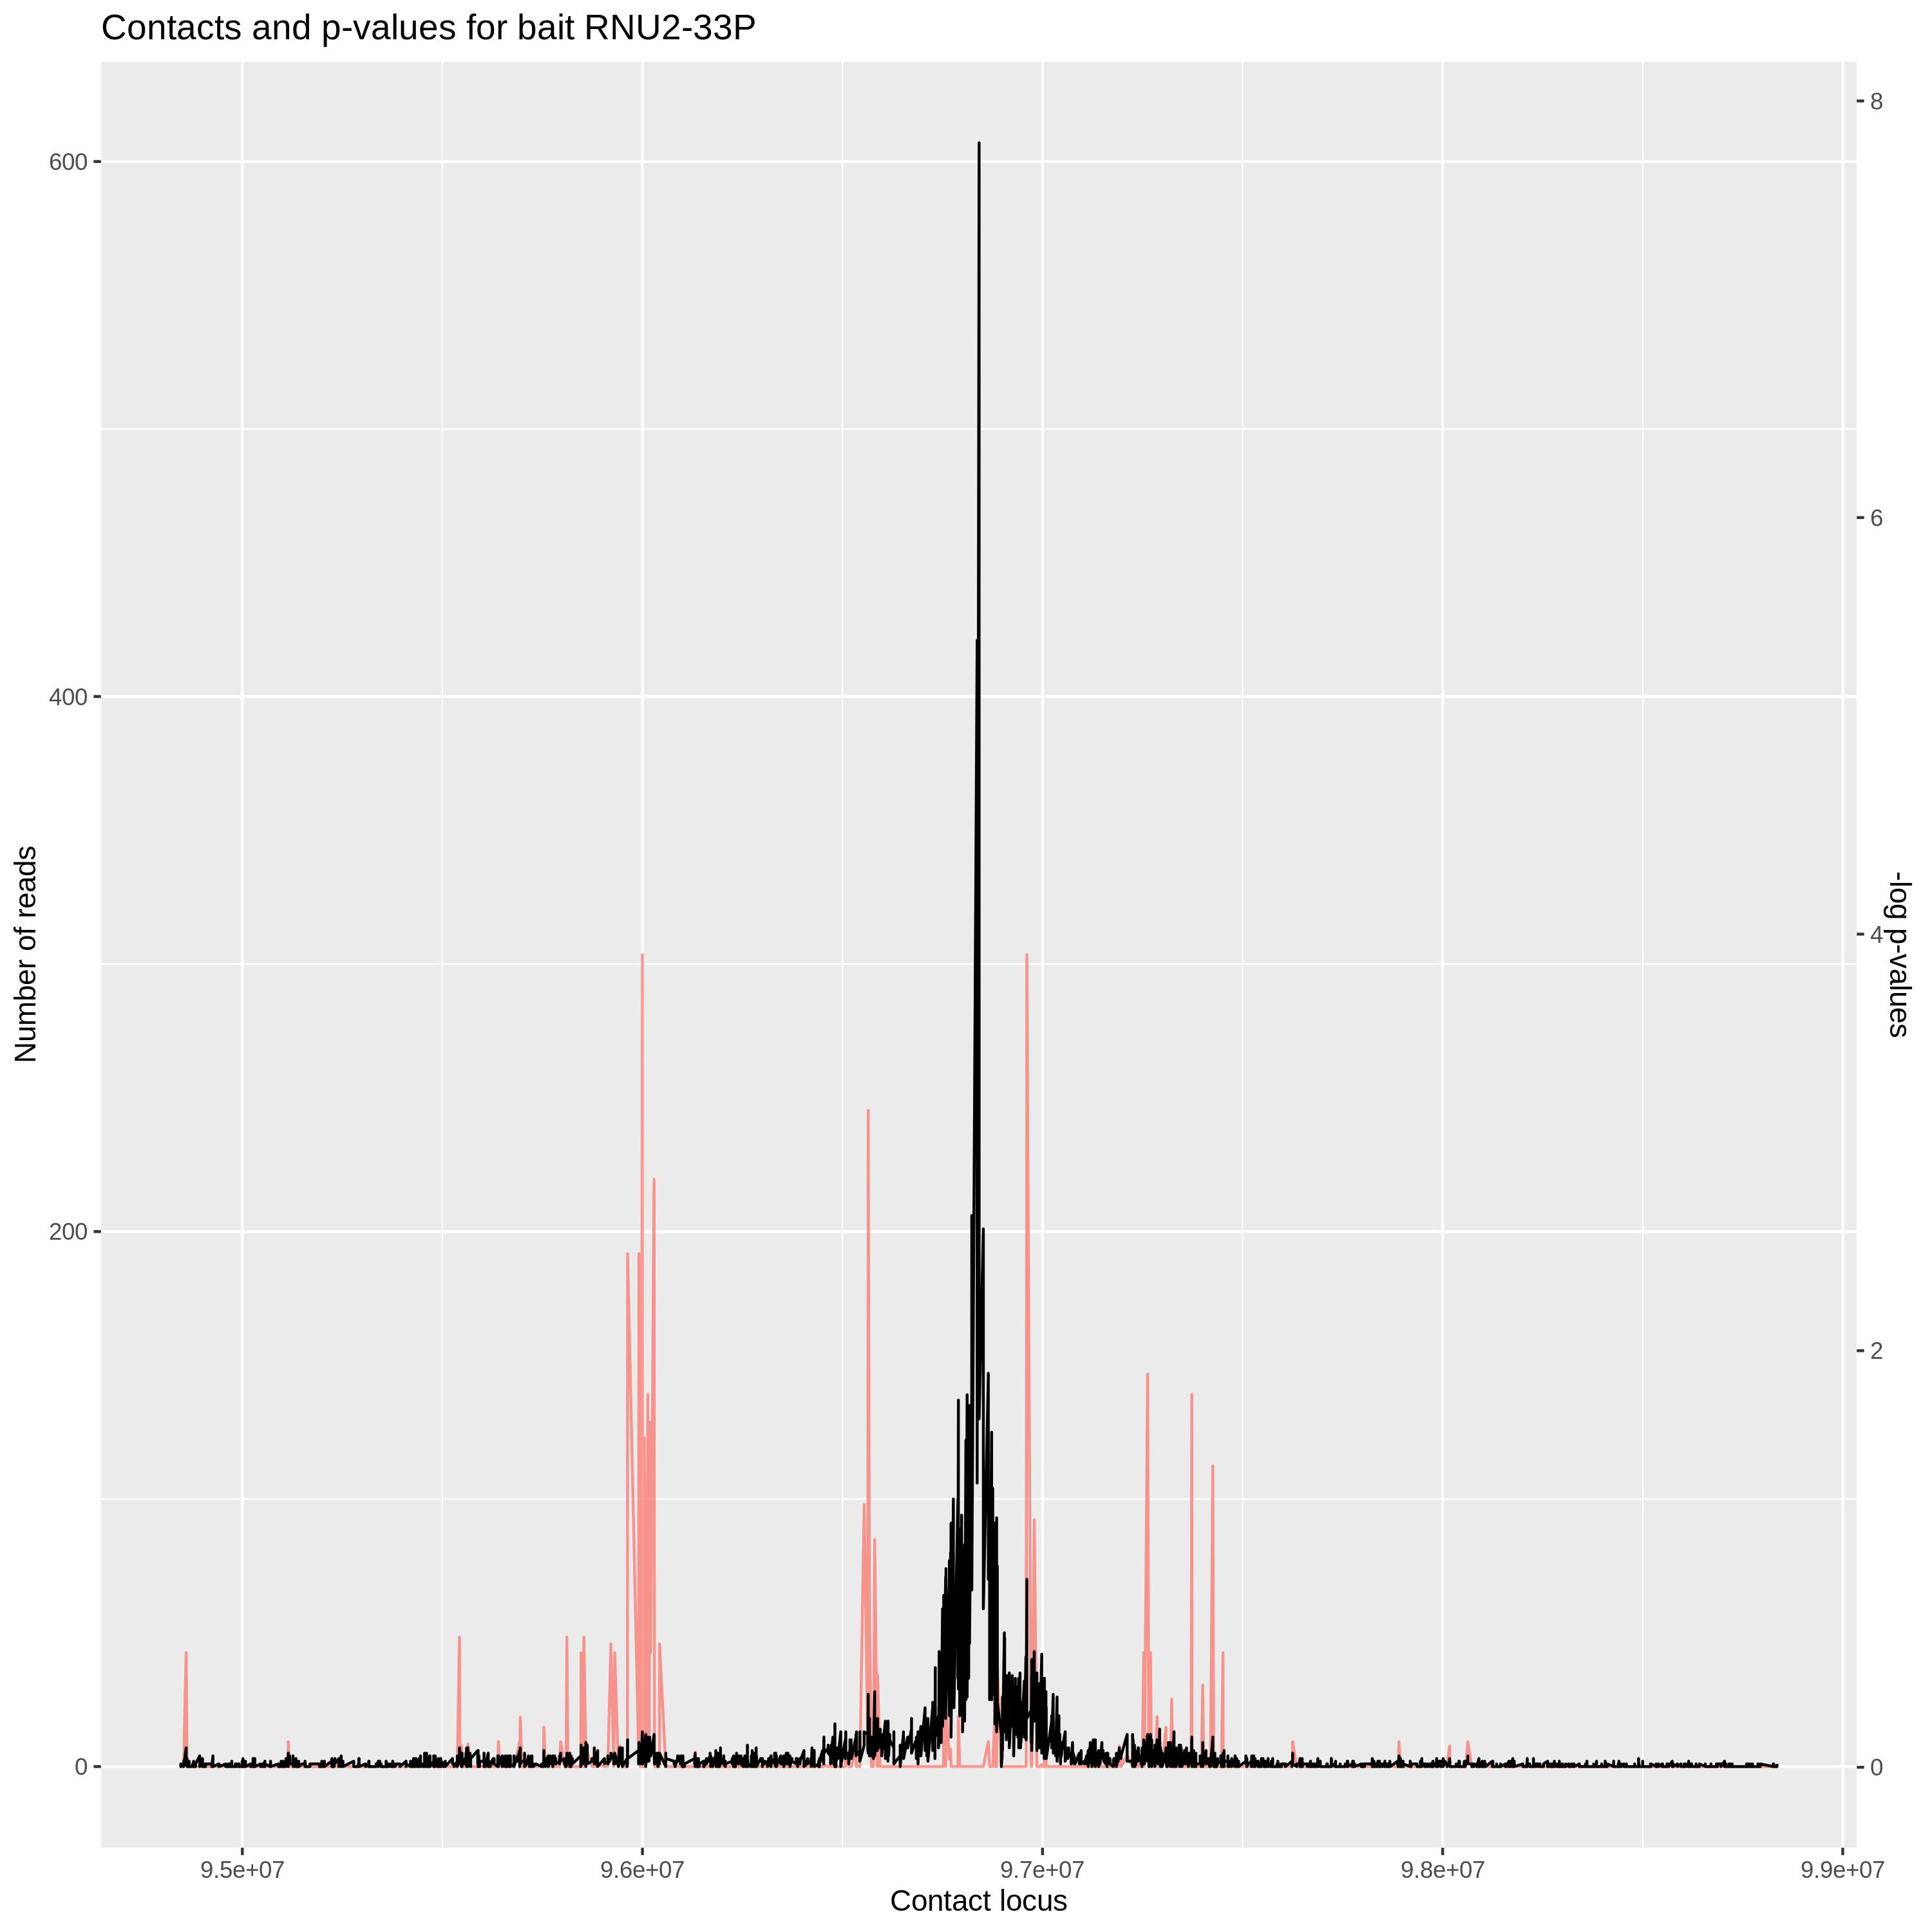 Contacts and p-values for bait RNU2-33P
600
400
200
0
Number of reads
8
6
4
2
0
-log p-values
9.5e+07
9.6e+07
9.7e+07
9.8e+07
9.9e+07
Contact locus